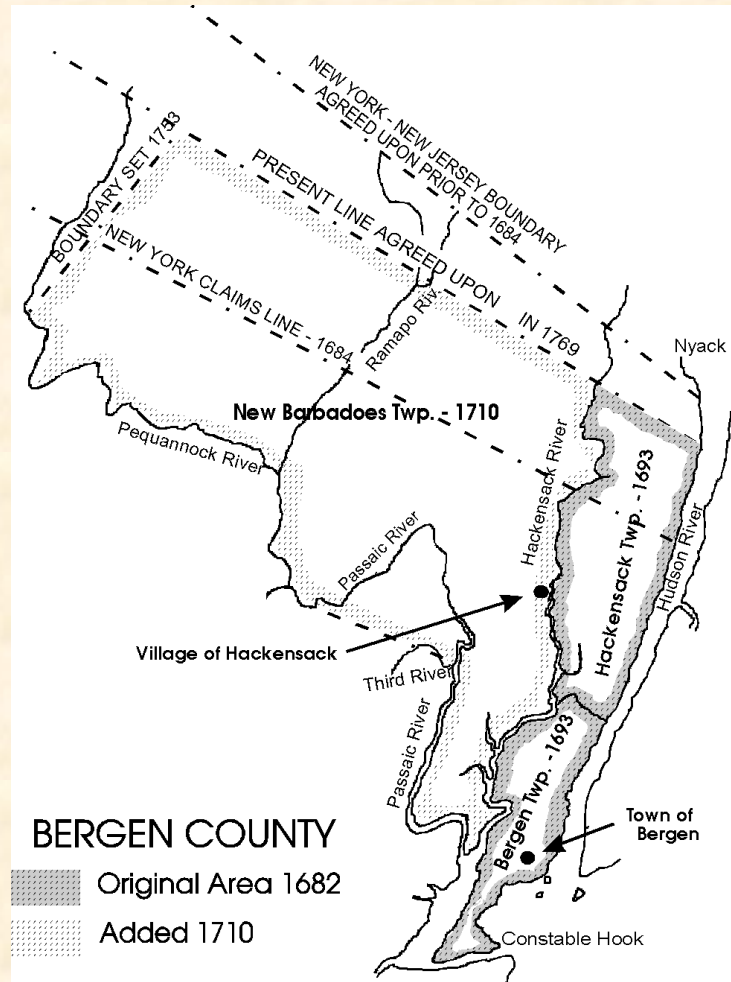 NEW YORK - NEW JERSEY BOUNDARY
AGREED UPON PRIOR TO 1684
BOUNDARY SET 1753
PRESENT LINE AGREED UPON IN 1769
NEW YORK CLAIMS LINE - 1684
Ramapo Riv.
Nyack
New Barbadoes Twp. - 1710
Pequannock River
Hackensack River
Hackensack Twp. -1693
Hudson River
Passaic River
Village of Hackensack
Third River
Passaic River
Bergen Twp. -1693
Town of
Bergen
BERGEN COUNTY
Original Area 1682
Added 1710
Constable Hook